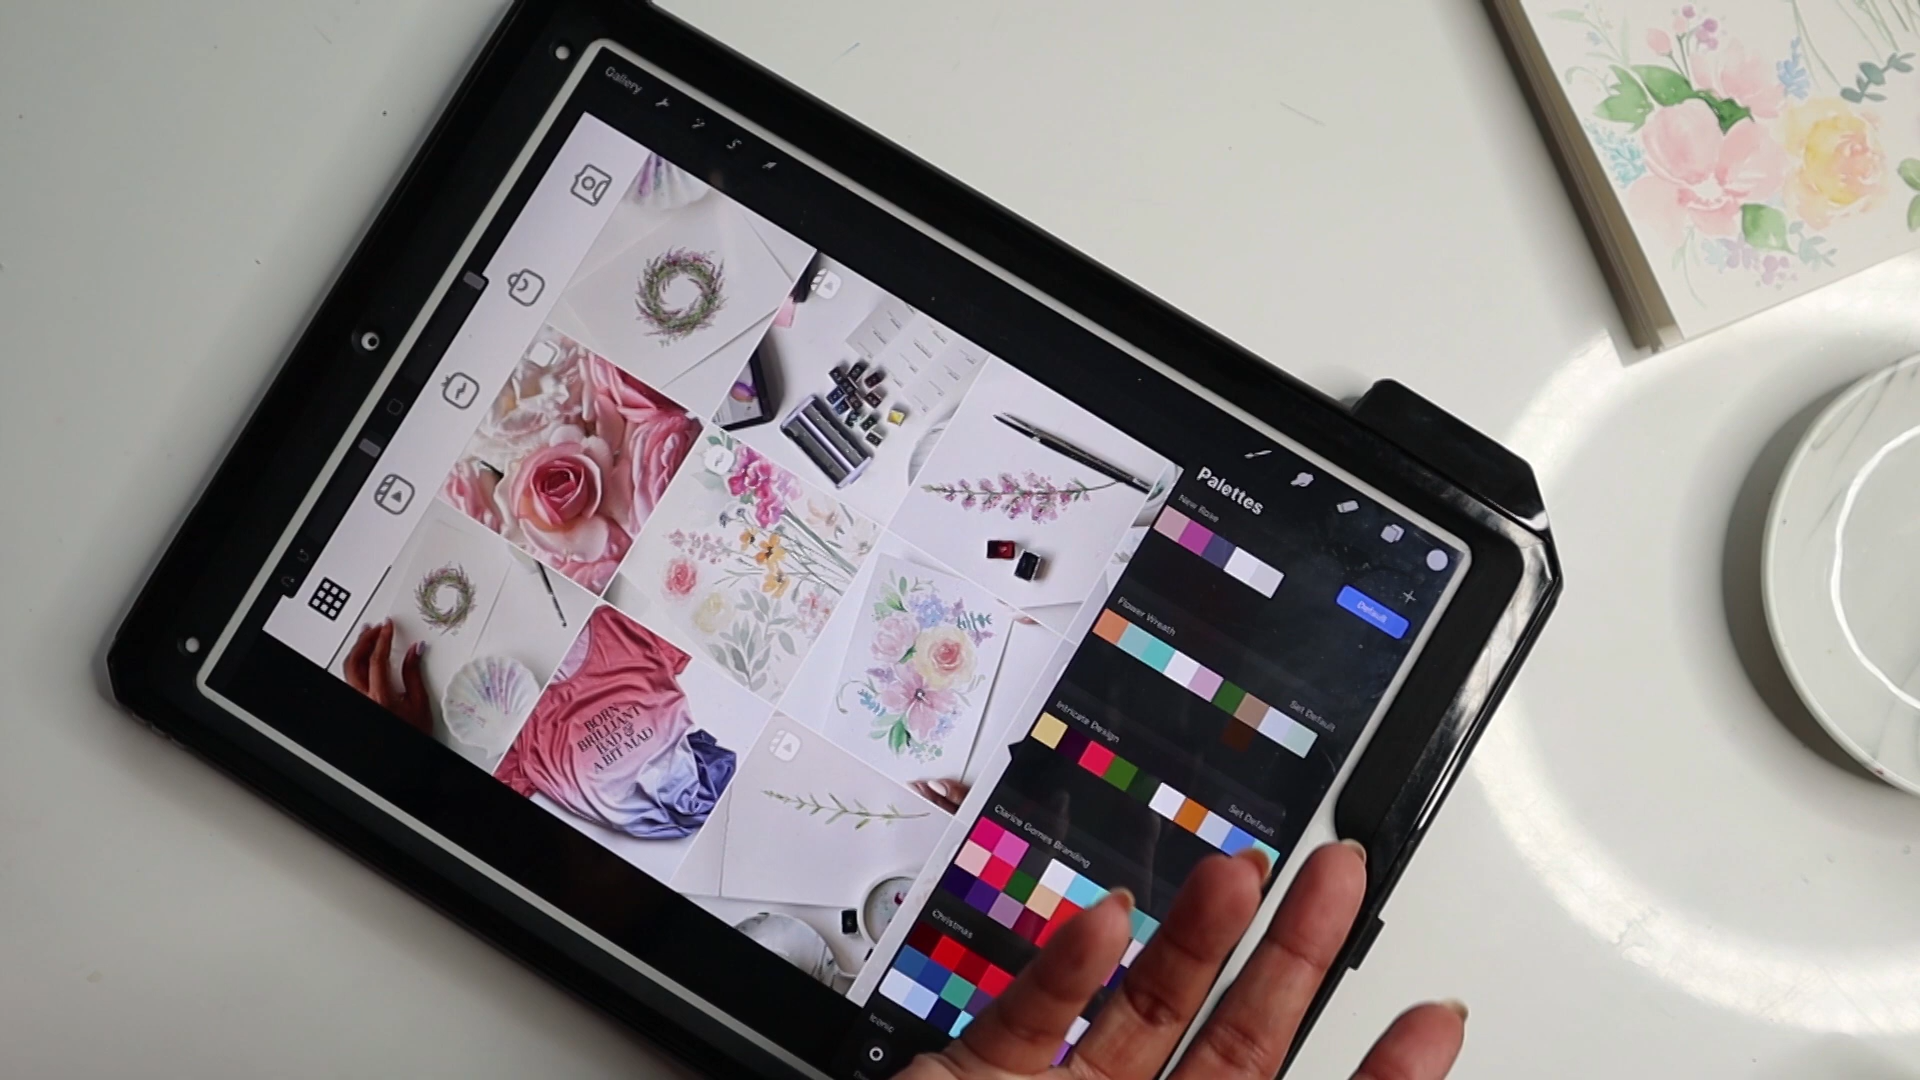 Gallery
Palettes
New Rose
Default
Flower Wreath
Set Default
Intricate Design
Set Default
Clarice Gomes Branding
Christmas
Iconic
BORN
BRILLIANT
BAD &
A BIT MAD